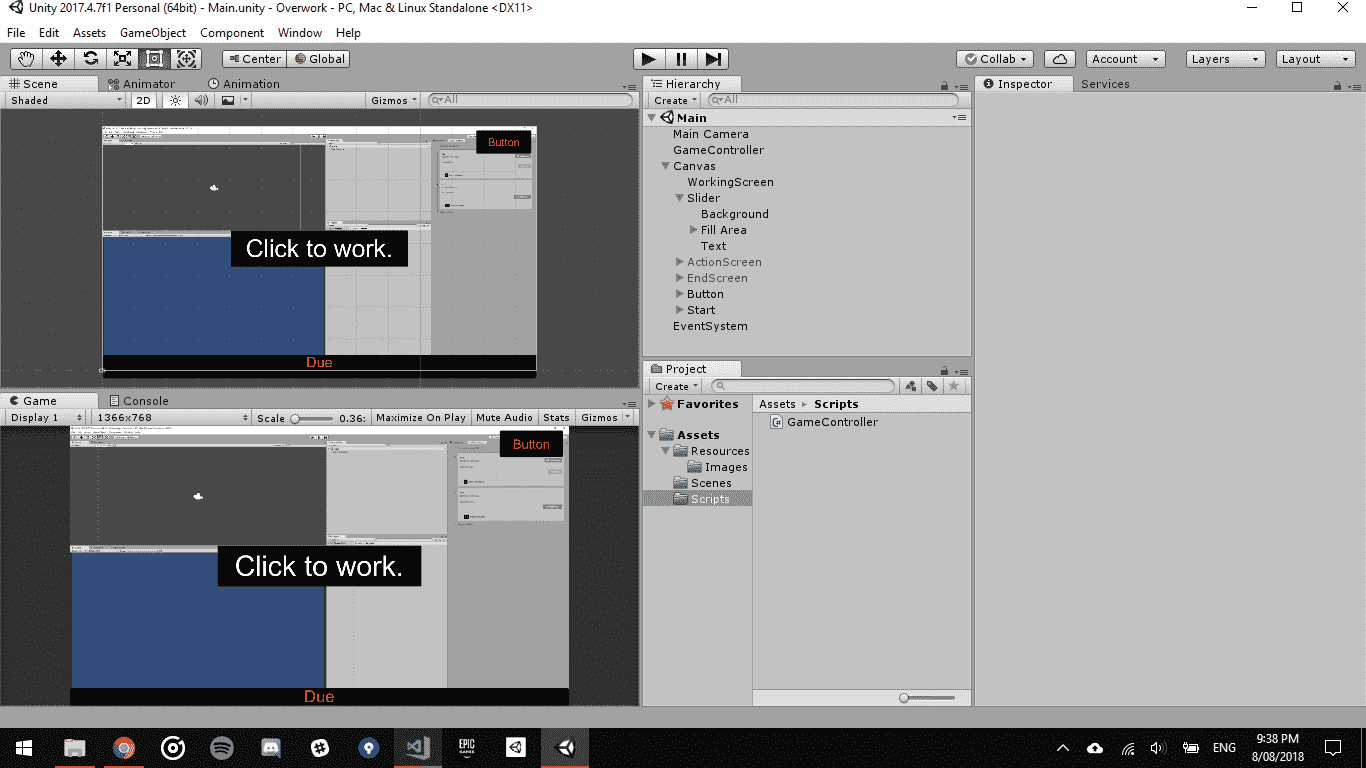 Unity 2017.4.7f1 Personal (64bit) - Main.unity - Overwork - PC, Mac & Linux Standalone <DX11>
File Edit Assets GameObject Component Window Help
Center Global Collab Account Layers Layout
Scene Animator Animation
Shaded 2D Gizmos All
Button
Click to work.
Due
Game Console
Display 1 1366x768 Scale 0.36: Maximize On Play Mute Audio Stats Gizmos
Button
Click to work.
Due
Hierarchy
Create All
Main
Main Camera
GameController
Canvas
WorkingScreen
Slider
Background
Fill Area
Text
ActionScreen
EndScreen
Button
Start
EventSystem
Project
Create
Favorites
Assets
Resources
Images
Scenes
Scripts
Assets Scripts
GameController
Inspector Services
EPIC
GAMES
ENG
9:38 PM
8/08/2018